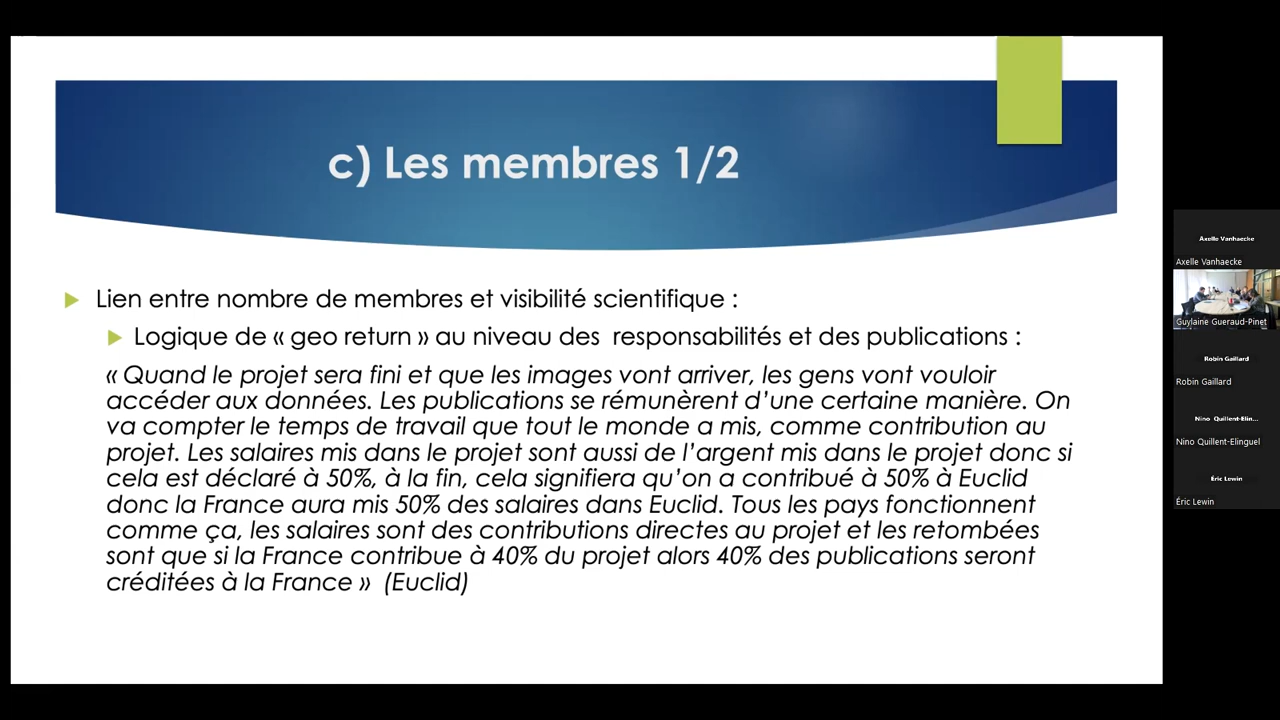 c) Les membres 1/2
Lien entre nombre de membres et visibilité scientifique :
Logique de « geo return » au niveau des responsabilités et des publications :
« Quand le projet sera fini et que les images vont arriver, les gens vont vouloir
accéder aux données. Les publications se rémunèrent d’une certaine manière. On
va compter le temps de travail que tout le monde a mis, comme contribution au
projet. Les salaires mis dans le projet sont aussi de l’argent mis dans le projet donc si
cela est déclaré à 50%, à la fin, cela signifiera qu’on a contribué à 50% à Euclid
donc la France aura mis 50% des salaires dans Euclid. Tous les pays fonctionnent
comme ça, les salaires sont des contributions directes au projet et les retombées
sont que si la France contribue à 40% du projet alors 40% des publications seront
créditées à la France » (Euclid)
Axelle Vanhaecke
Axelle Vanhaecke
Guylaine Gueraud-Pinet
Robin Gaillard
Robin Gaillard
Nino Quillent-Elin...
Nino Quillent-Elinguel
Éric Lewin
Éric Lewin